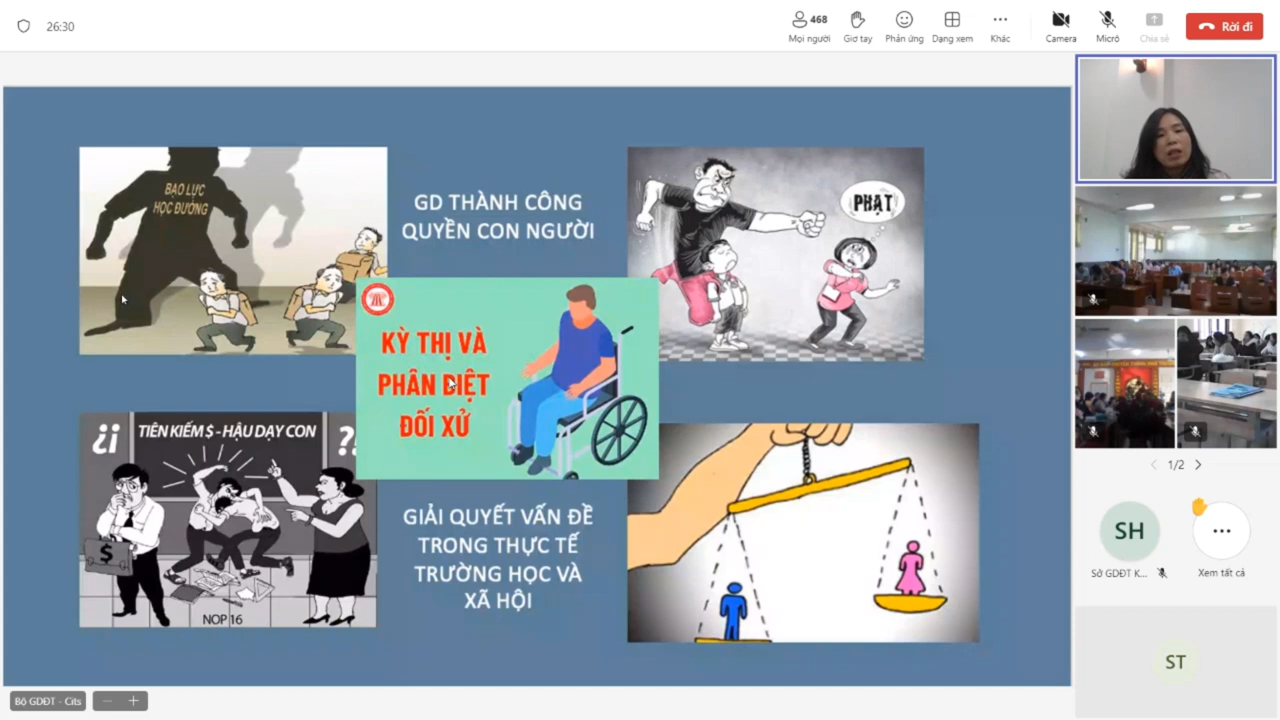 26:30
468
Mọi người
Giơ tay
Phản ứng
Dạng xem
Khác
Camera
Micrô
Chia sẻ
Rời đi
BẠO LỰC
HỌC ĐƯỜNG
GD THÀNH CÔNG
QUYỀN CON NGƯỜI
PHẠT
KỲ THỊ VÀ
PHÂN BIỆT
ĐỐI XỬ
¿¡
TIÊN KIẾM $ - HẬU DẠY CON
?!
$
NOP 16
GIẢI QUYẾT VẤN ĐỀ
TRONG THỰC TẾ
TRƯỜNG HỌC VÀ
XÃ HỘI
1/2
SH
Sở GDĐT K...
Xem tất cả
ST
Bộ GDĐT - Cits